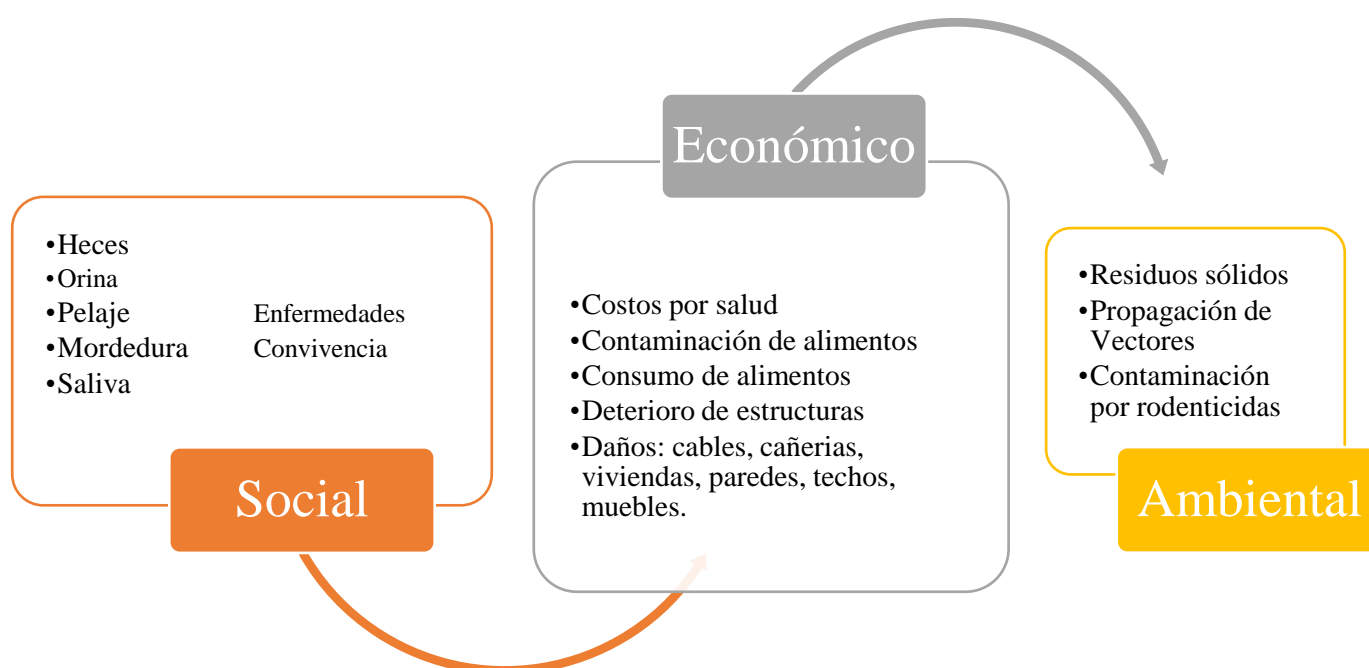 •Heces
•Orina
•Pelaje Enfermedades
•Mordedura Convivencia
•Saliva
Social
Económico
•Costos por salud
•Contaminación de alimentos
•Consumo de alimentos
•Deterioro de estructuras
•Daños: cables, cañerias,
viviendas, paredes, techos,
muebles.
•Residuos sólidos
•Propagación de
Vectores
•Contaminación
por rodenticidas
Ambiental